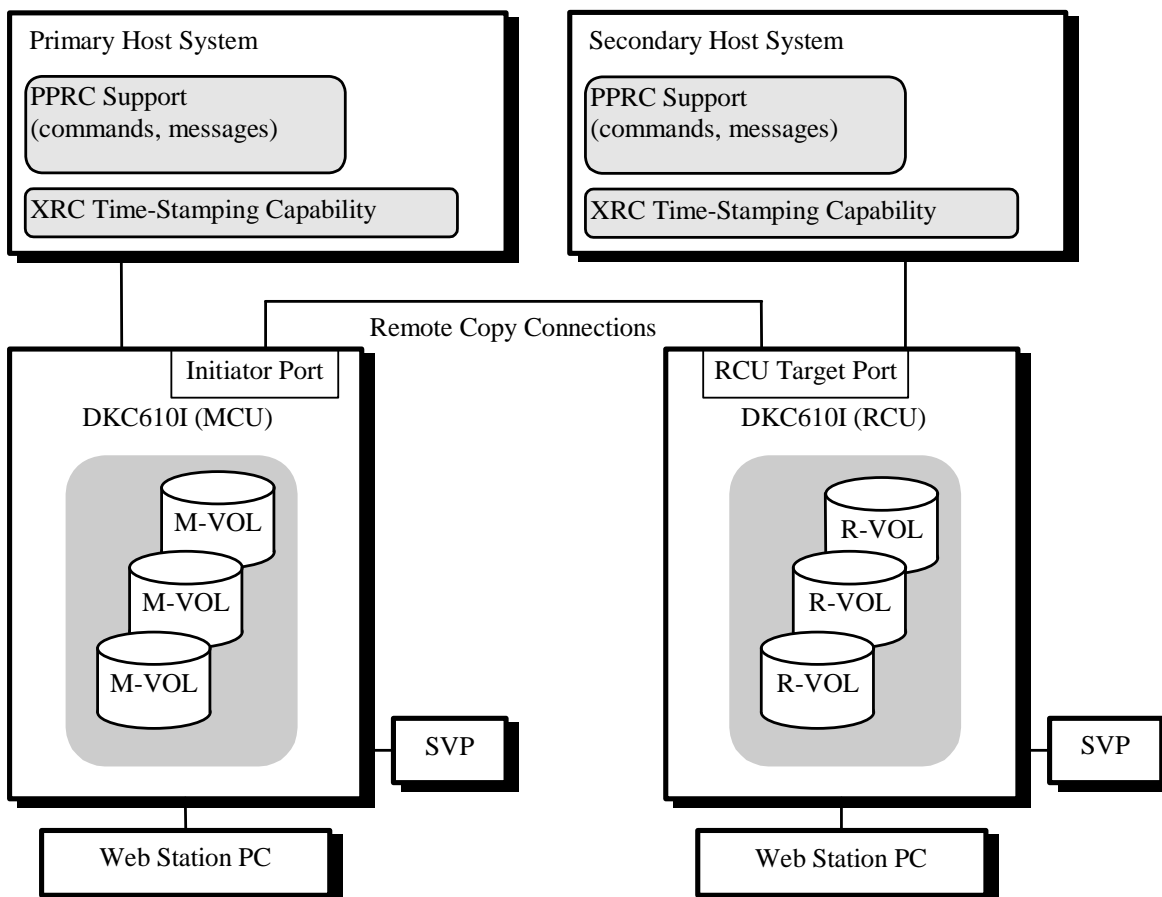 Primary Host System
PPRC Support
(commands, messages)
XRC Time-Stamping Capability
Secondary Host System
PPRC Support
(commands, messages)
XRC Time-Stamping Capability
Remote Copy Connections
Initiator Port
DKC610I (MCU)
M-VOL
M-VOL
M-VOL
SVP
Web Station PC
RCU Target Port
DKC610I (RCU)
R-VOL
R-VOL
R-VOL
SVP
Web Station PC